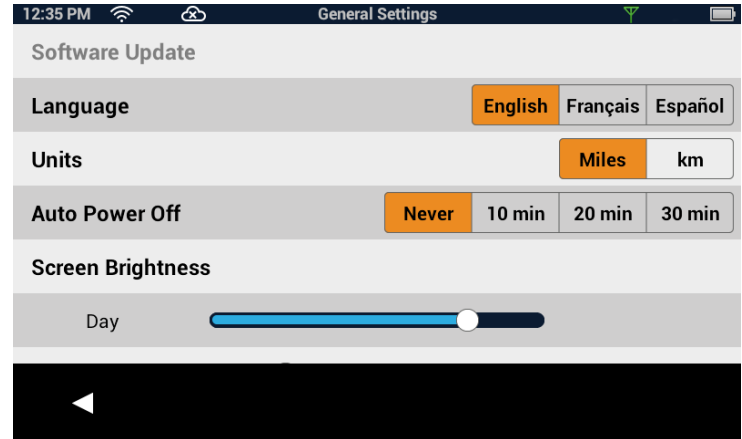 12:35 PM General Settings
Software Update
Language English Français Español
Units Miles km
Auto Power Off Never 10 min 20 min 30 min
Screen Brightness
Day